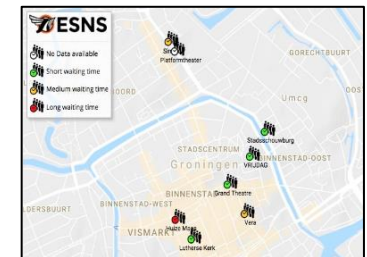 ESNS
No Data available
Short waiting time
Medium waiting time
Long waiting time
Platformtheater
GORECHTBUURT
NOORD
Umcg
Stadsschouwburg
STADSCENTRUM
BINNENSTAD-OOST
VRIJDAG
Groningen
BINNENSTAD
Grand Theatre
BINNENSTAD-WEST
Vera
VISMARKT
Lutherse Kerk